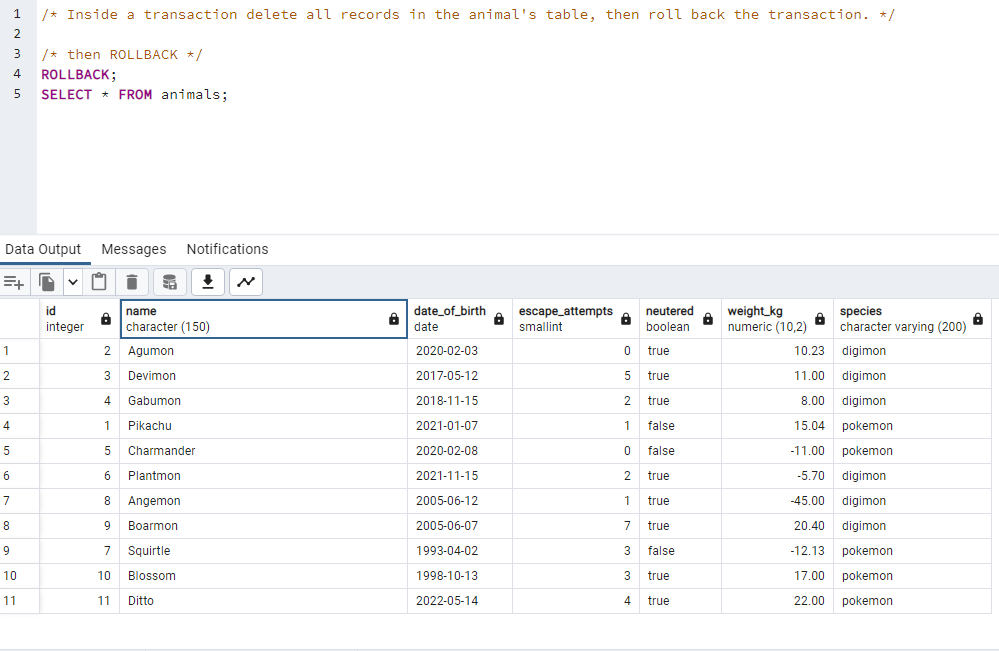 1 /* Inside a transaction delete all records in the animal's table, then roll back the transaction. */
2
3 /* then ROLLBACK */
4 ROLLBACK;
5 SELECT * FROM animals;
Data Output Messages Notifications
id name date_of_birth escape_attempts neutered weight_kg species
integer character (150) date smallint boolean numeric (10,2) character varying (200)
1 2 Agumon 2020-02-03 0 true 10.23 digimon
2 3 Devimon 2017-05-12 5 true 11.00 digimon
3 4 Gabumon 2018-11-15 2 true 8.00 digimon
4 1 Pikachu 2021-01-07 1 false 15.04 pokemon
5 5 Charmander 2020-02-08 0 false -11.00 pokemon
6 6 Plantmon 2021-11-15 2 true -5.70 digimon
7 8 Angemon 2005-06-12 1 true -45.00 digimon
8 9 Boarmon 2005-06-07 7 true 20.40 digimon
9 7 Squirtle 1993-04-02 3 false -12.13 pokemon
10 10 Blossom 1998-10-13 3 true 17.00 pokemon
11 11 Ditto 2022-05-14 4 true 22.00 pokemon